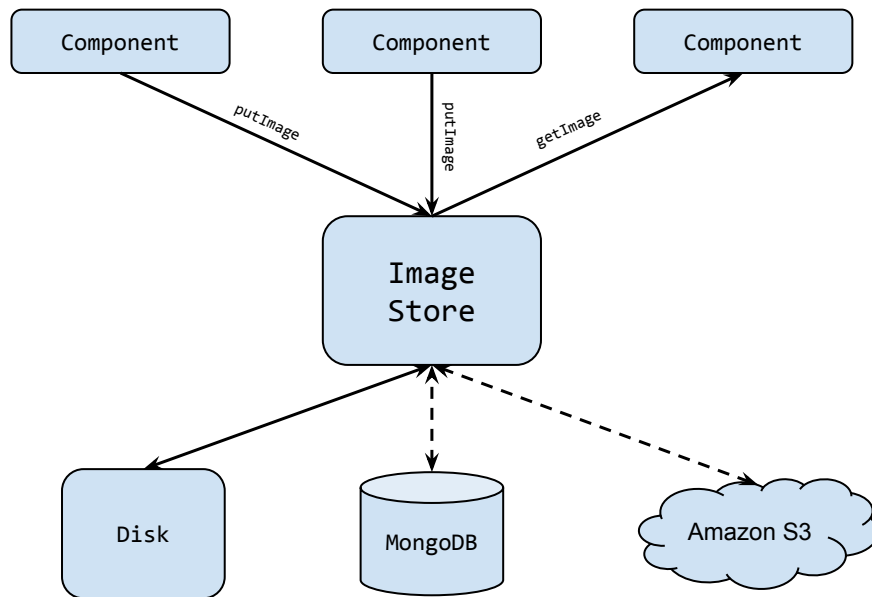 Component
Component
Component
putImage
putImage
getImage
Image
Store
Disk
MongoDB
Amazon S3